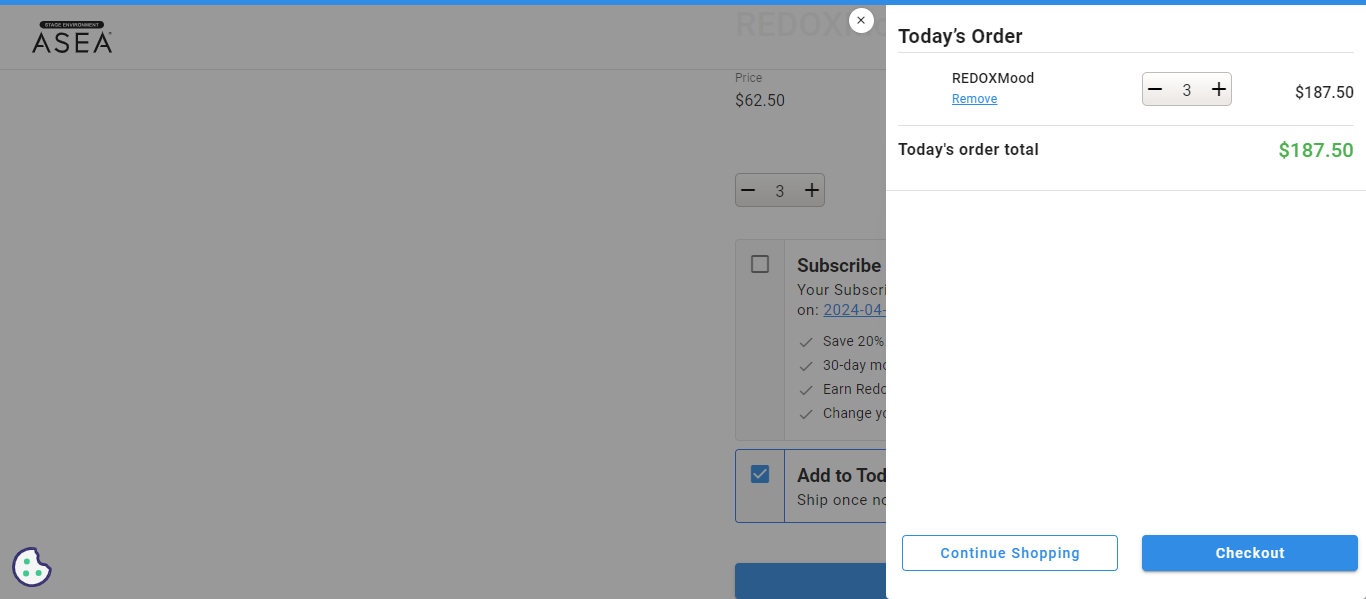 STAGE ENVIRONMENT
ASEA
REDOX
Price
$62.50
3
Subscribe
Your Subscri
on: 2024-04-
Save 20%
30-day mo
Earn Redo
Change yo
Add to Tod
Ship once no
Today's Order
REDOXMood
Remove
3
$187.50
Today's order total
$187.50
Continue Shopping
Checkout